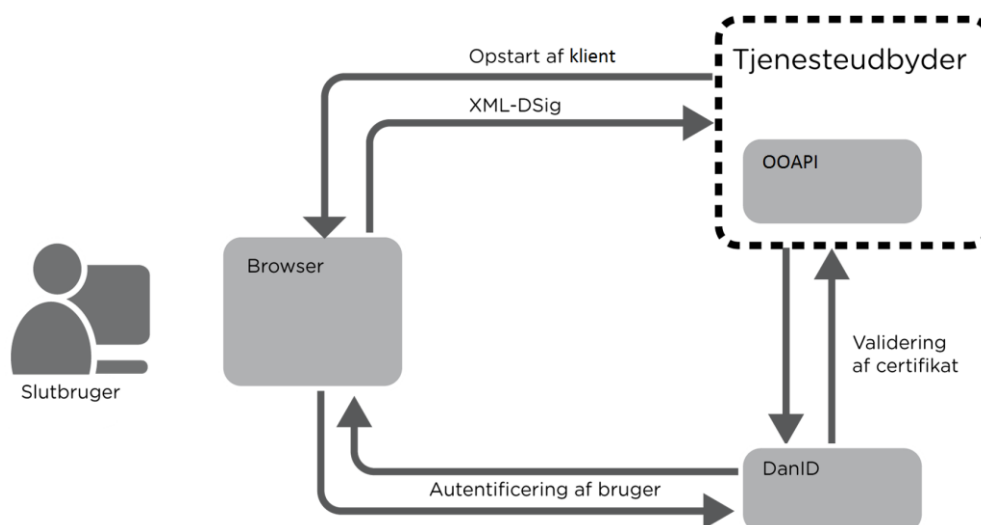 Opstart af klient
Tjenesteudbyder
XML-DSig
OOAPI
Browser
Slutbruger
Validering
af certifikat
DanID
Autentificering af bruger